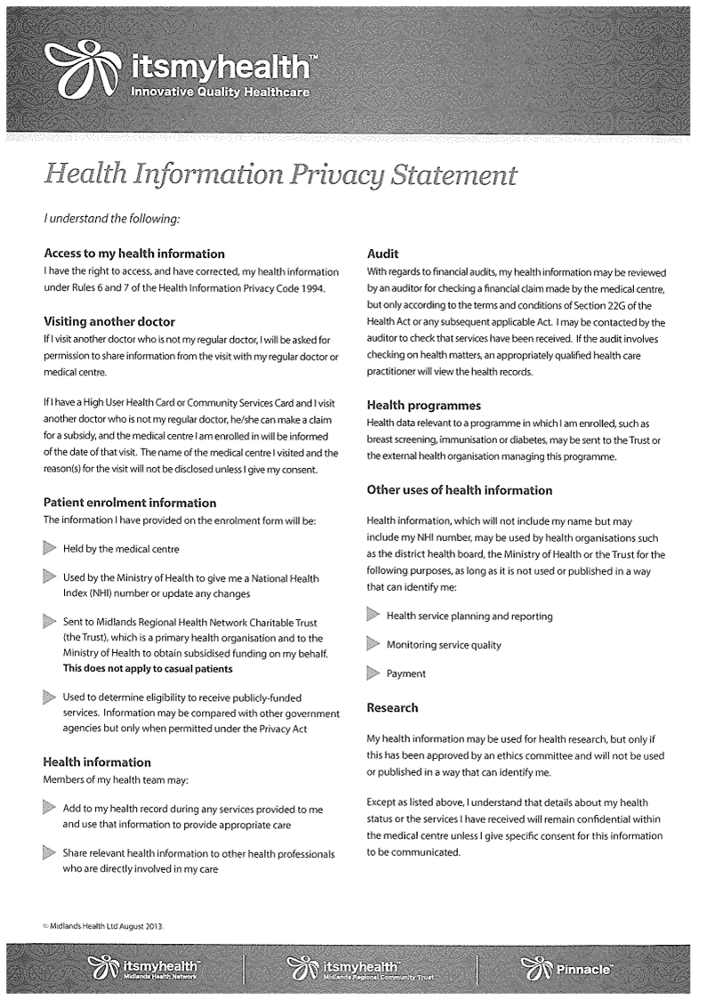 itsmyhealth™
Innovative Quality Healthcare
Health Information Privacy Statement
I understand the following:
Access to my health information
I have the right to access, and have corrected, my health information
under Rules 6 and 7 of the Health Information Privacy Code 1994.
Visiting another doctor
If I visit another doctor who is not my regular doctor, I will be asked for
permission to share information from the visit with my regular doctor or
medical centre.
If I have a High User Health Card or Community Services Card and I visit
another doctor who is not my regular doctor, he/she can make a claim
for a subsidy, and the medical centre I am enrolled in will be informed
of the date of that visit. The name of the medical centre I visited and the
reason(s) for the visit will not be disclosed unless I give my consent.
Patient enrolment information
The information I have provided on the enrolment form will be:
Held by the medical centre
Used by the Ministry of Health to give me a National Health
Index (NHI) number or update any changes
Sent to Midlands Regional Health Network Charitable Trust
(the Trust), which is a primary health organisation and to the
Ministry of Health to obtain subsidised funding on my behalf.
This does not apply to casual patients
Used to determine eligibility to receive publicly-funded
services. Information may be compared with other government
agencies but only when permitted under the Privacy Act
Health information
Members of my health team may:
Add to my health record during any services provided to me
and use that information to provide appropriate care
Share relevant health information to other health professionals
who are directly involved in my care
Audit
With regards to financial audits, my health information may be reviewed
by an auditor for checking a financial claim made by the medical centre,
but only according to the terms and conditions of Section 22G of the
Health Act or any subsequent applicable Act. I may be contacted by the
auditor to check that services have been received. If the audit involves
checking on health matters, an appropriately qualified health care
practitioner will view the health records.
Health programmes
Health data relevant to a programme in which I am enrolled, such as
breast screening, immunisation or diabetes, may be sent to the Trust or
the external health organisation managing this programme.
Other uses of health information
Health information, which will not include my name but may
include my NHI number, may be used by health organisations such
as the district health board, the Ministry of Health or the Trust for the
following purposes, as long as it is not used or published in a way
that can identify me:
Health service planning and reporting
Monitoring service quality
Payment
Research
My health information may be used for health research, but only if
this has been approved by an ethics committee and will not be used
or published in a way that can identify me.
Except as listed above, I understand that details about my health
status or the services I have received will remain confidential within
the medical centre unless I give specific consent for this information
to be communicated.
© Midlands Health Ltd August 2013.
itsmyhealth™
Midlands Health Network
itsmyhealth™
Midlands Regional Community Trust
Pinnacle™